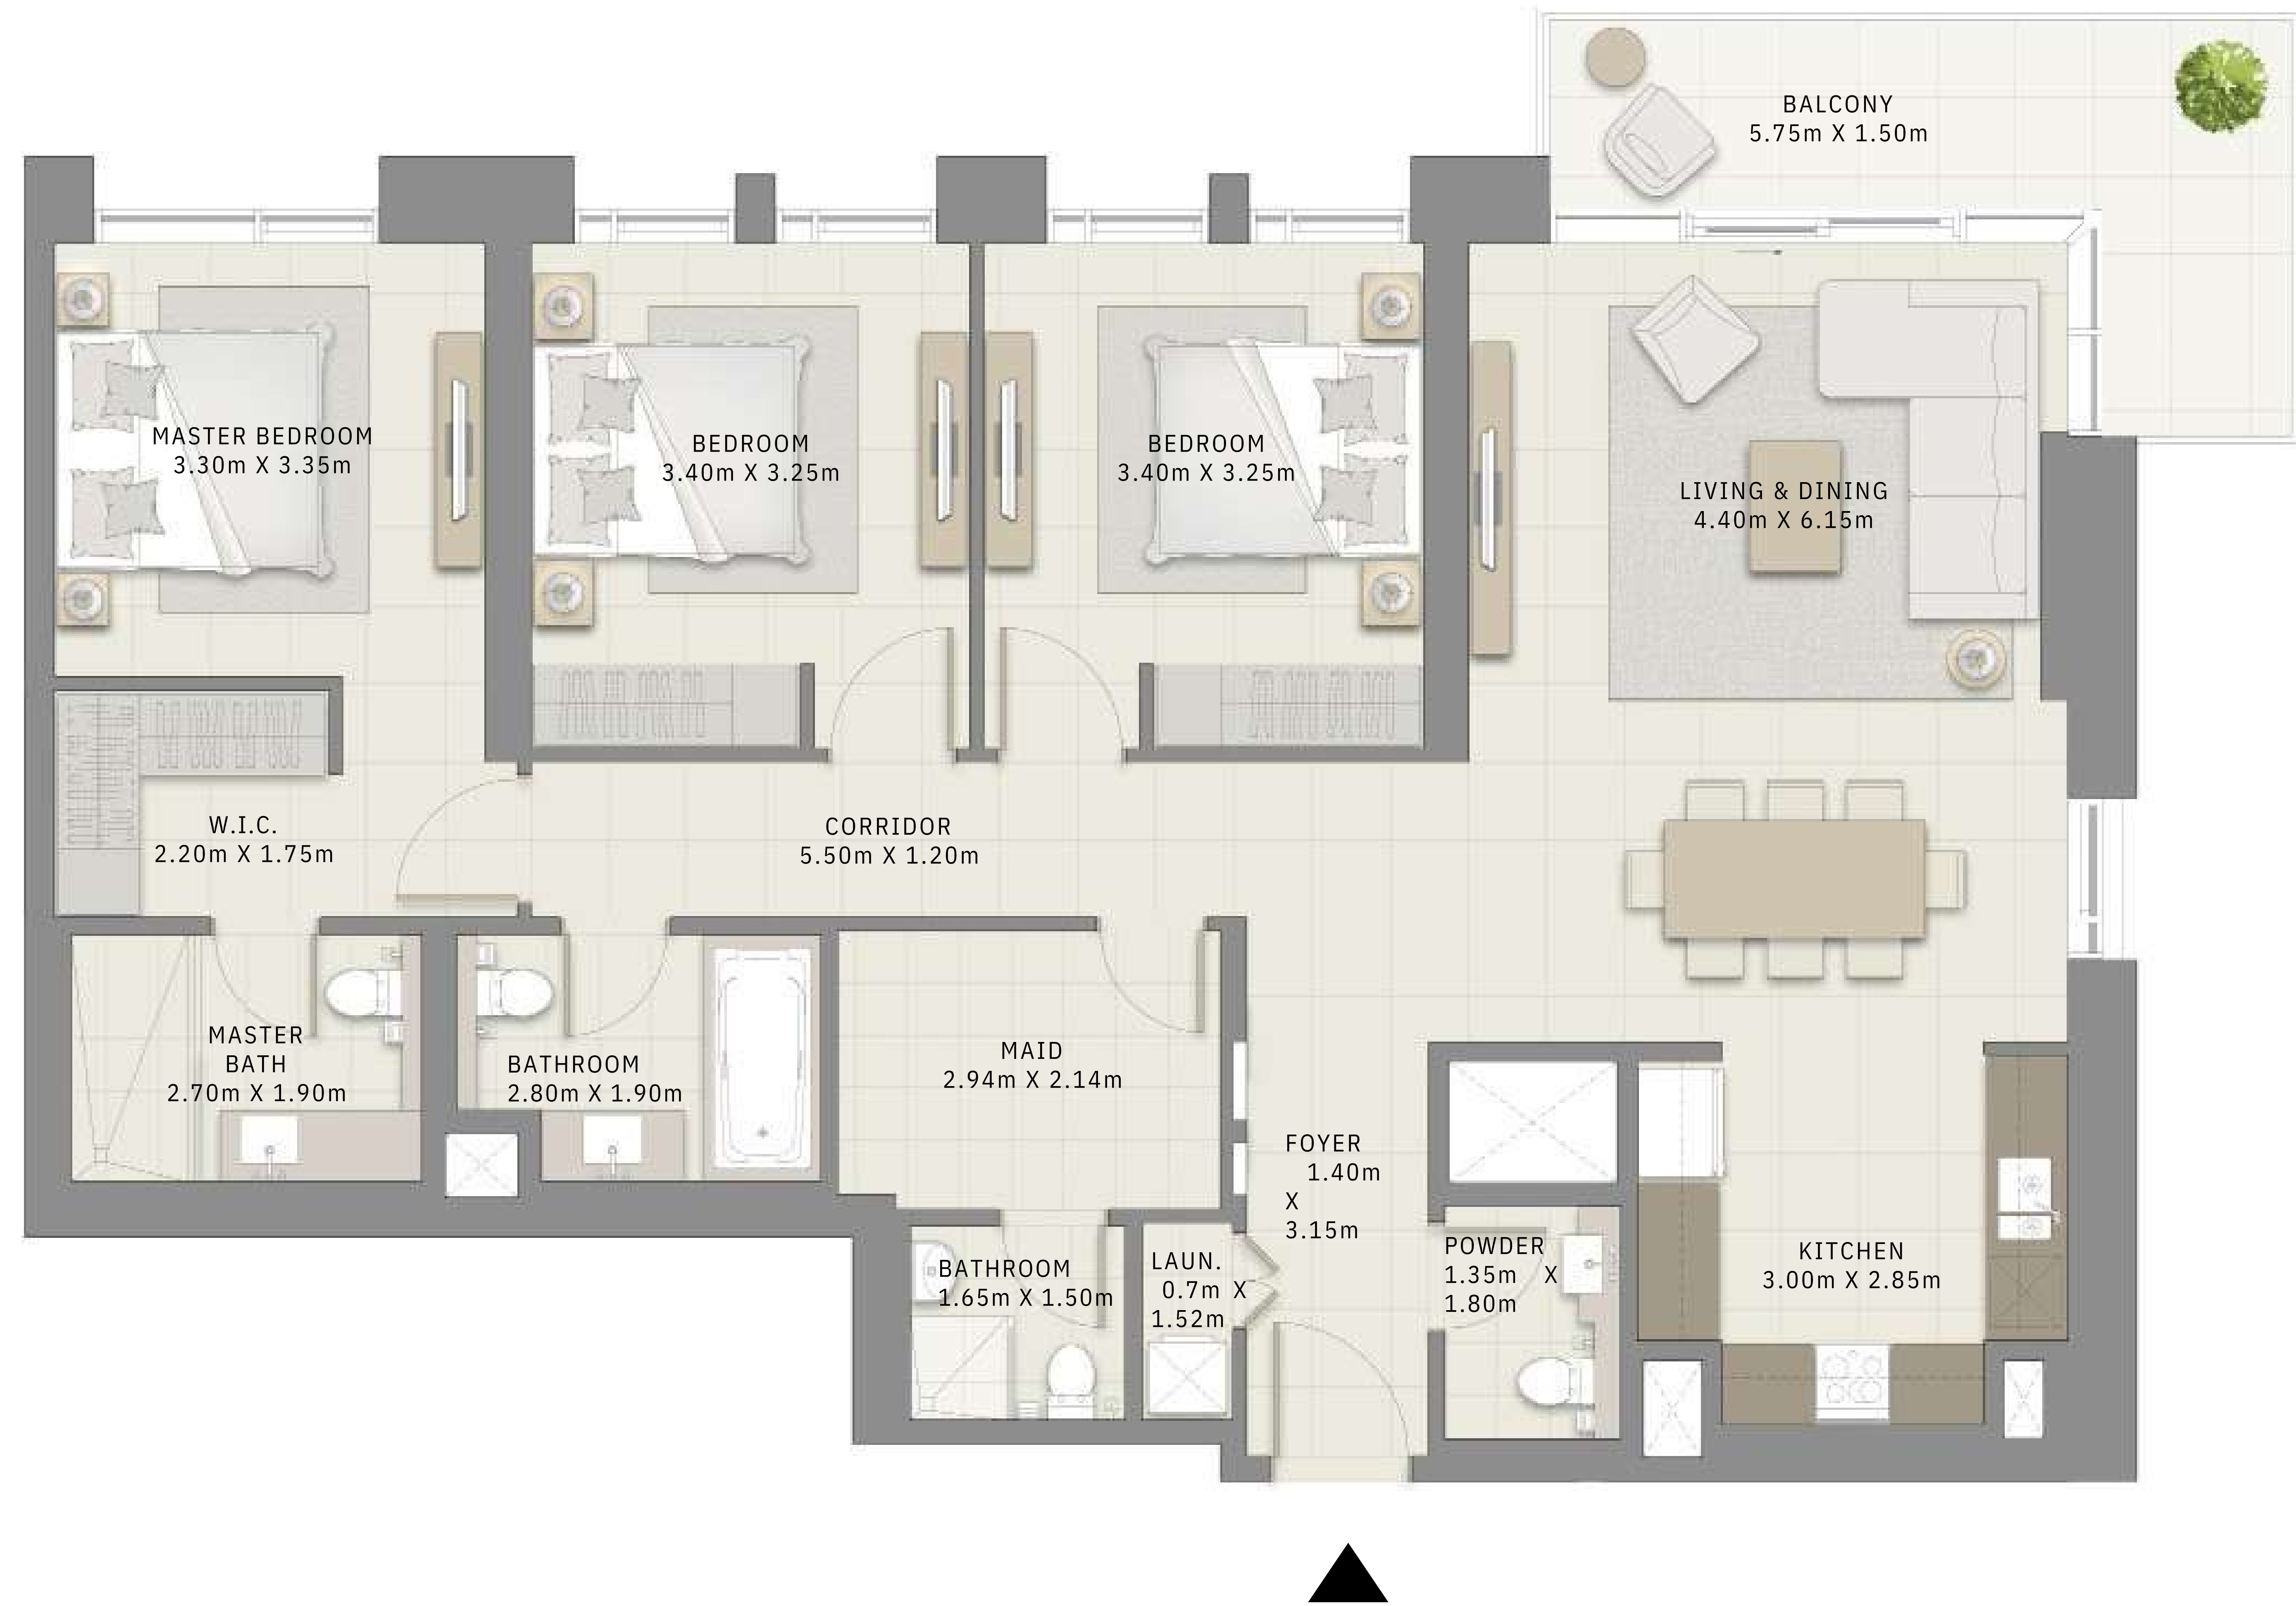 BALCONY
5.75m X 1.50m
MASTER BEDROOM
3.30m X 3.35m
BEDROOM
3.40m X 3.25m
BEDROOM
3.40m X 3.25m
LIVING & DINING
4.40m X 6.15m
W.I.C.
2.20m X 1.75m
CORRIDOR
5.50m X 1.20m
MASTER
BATH
2.70m X 1.90m
BATHROOM
2.80m X 1.90m
MAID
2.94m X 2.14m
FOYER
1.40m
X
3.15m
BATHROOM
1.65m X 1.50m
LAUN.
0.7m X
1.52m
POWDER
1.35m X
1.80m
KITCHEN
3.00m X 2.85m